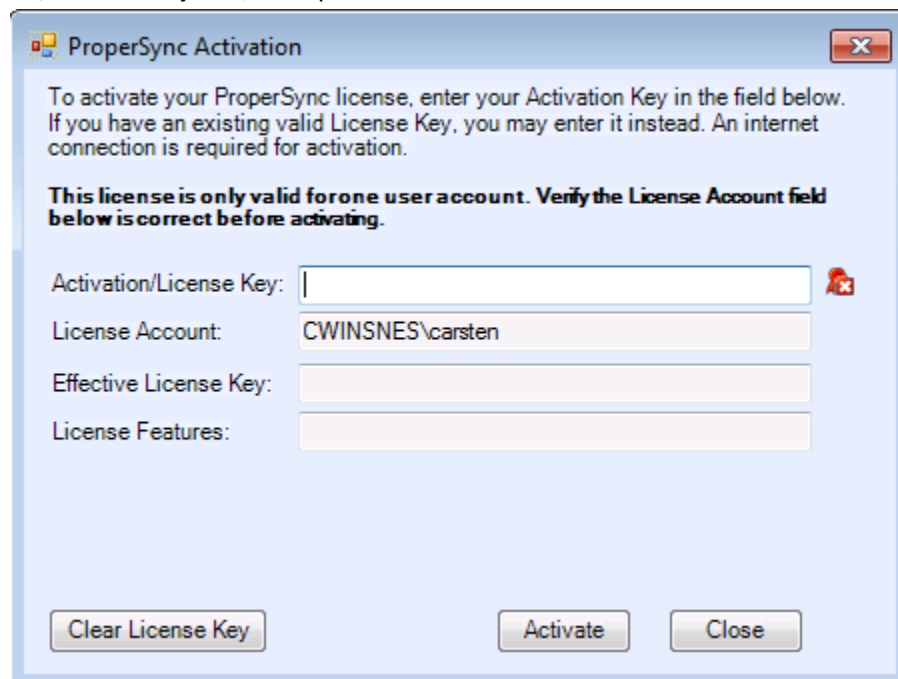 ProperSync Activation
To activate your ProperSync license, enter your Activation Key in the field below.
If you have an existing valid License Key, you may enter it instead. An internet
connection is required for activation.
This license is only valid for one user account. Verify the License Account field
below is correct before activating.
Activation/License Key:
License Account: CWINSNES\carsten
Effective License Key:
License Features:
Clear License Key Activate Close